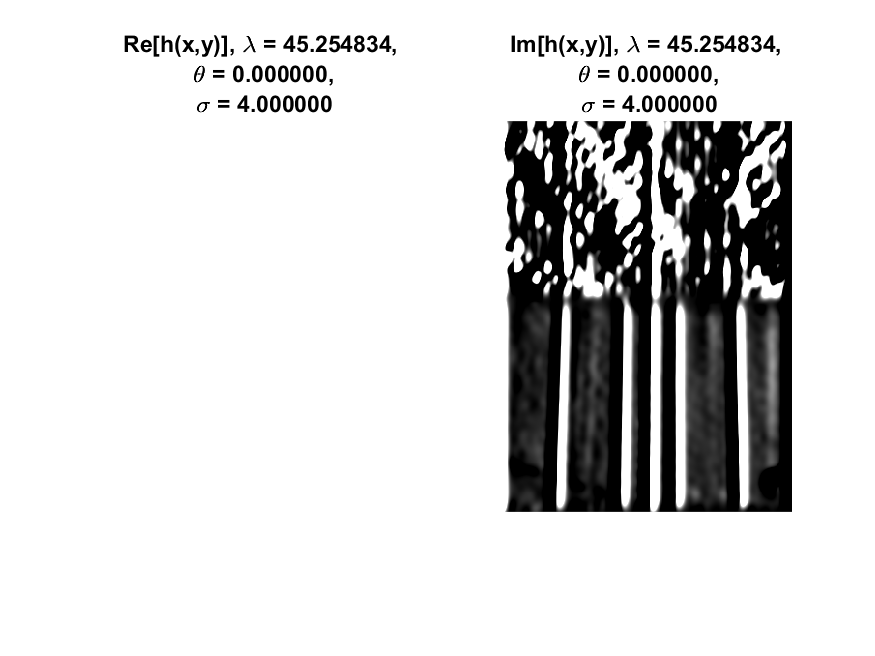 Re[h(x,y)], λ = 45.254834,
θ = 0.000000,
σ = 4.000000
Im[h(x,y)], λ = 45.254834,
θ = 0.000000,
σ = 4.000000